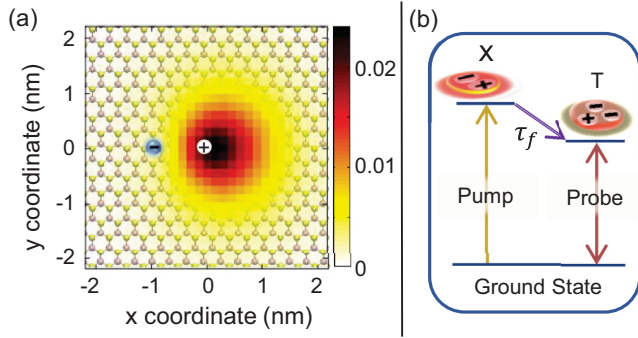 (a)
y coordinate (nm)
2
1
0
-1
-2
-2 -1 0 1 2
x coordinate (nm)
- +
0.02
0.01
0
(b)
X
T
- +
- - +
τf
Pump
Probe
Ground State